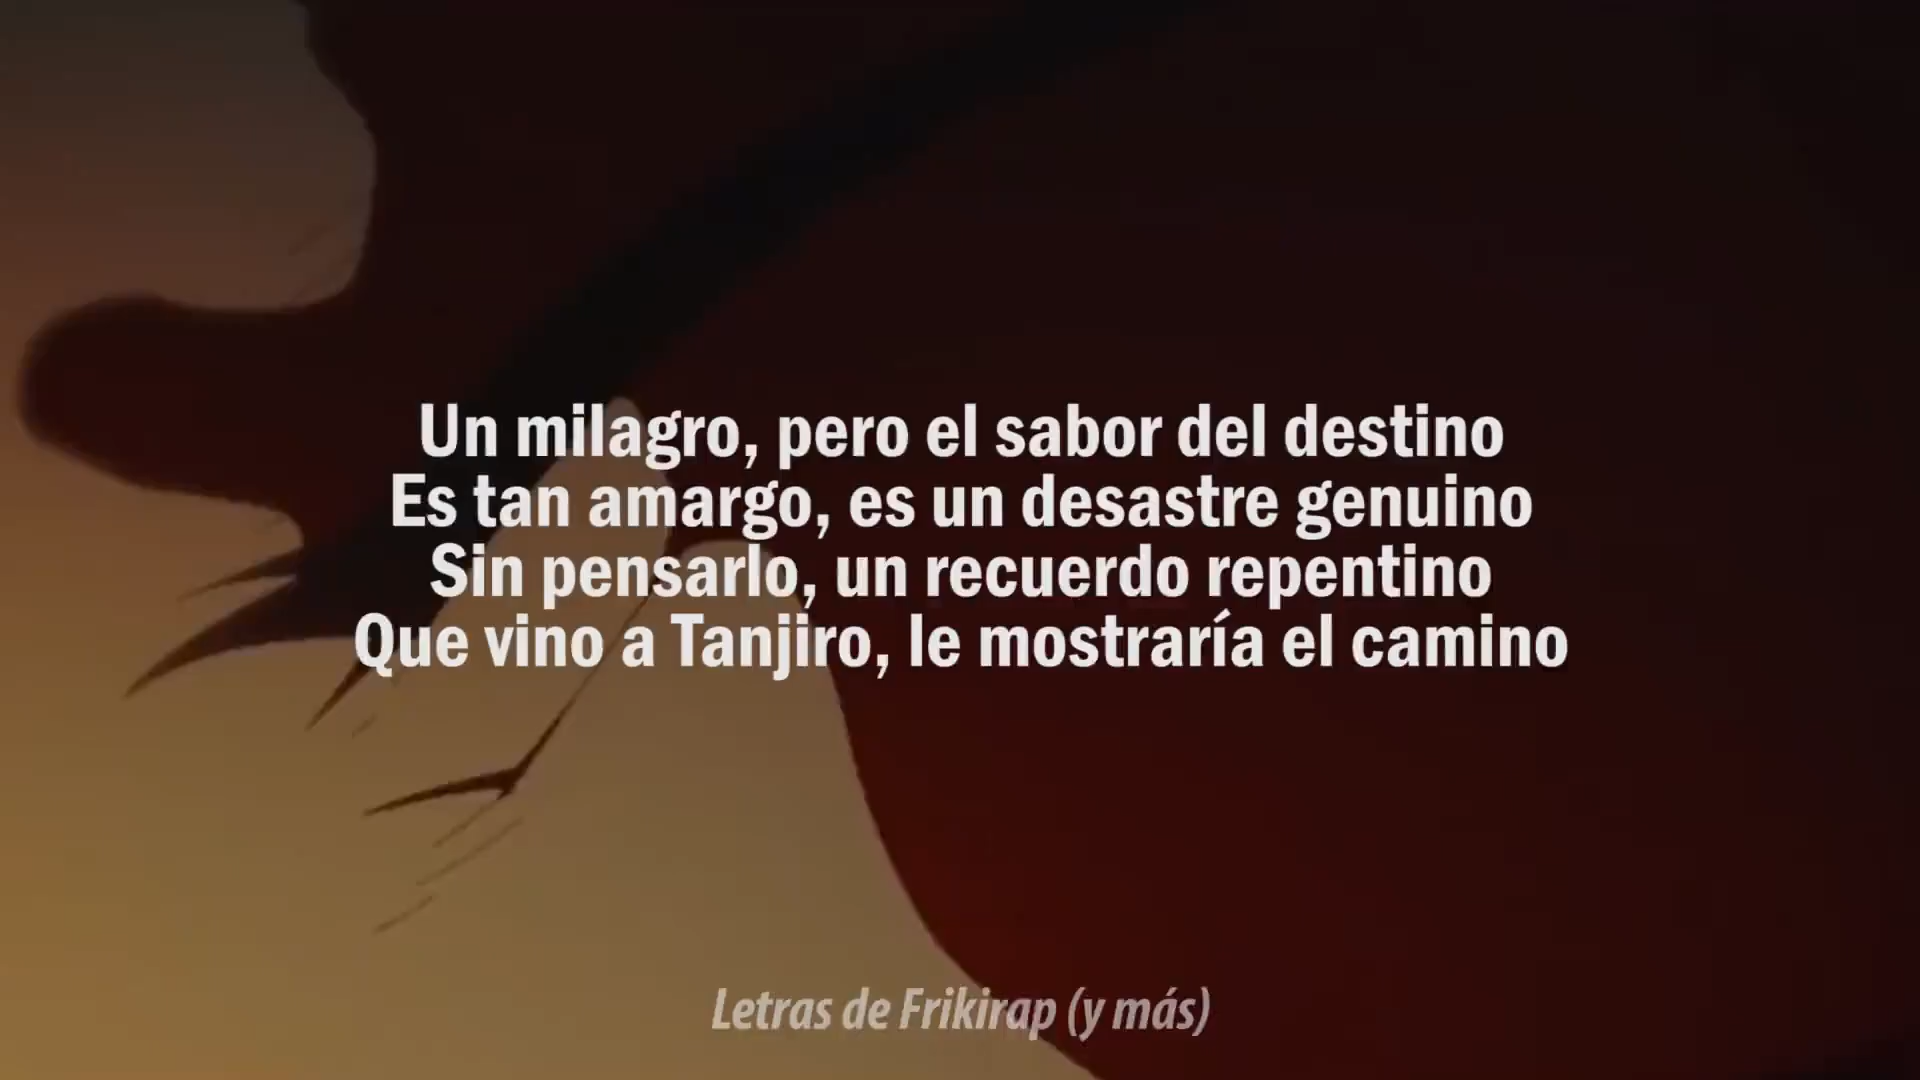 Un milagro, pero el sabor del destino
Es tan amargo, es un desastre genuino
Sin pensarlo, un recuerdo repentino
Que vino a Tanjiro, le mostraría el camino
Letras de Frikirap (y más)